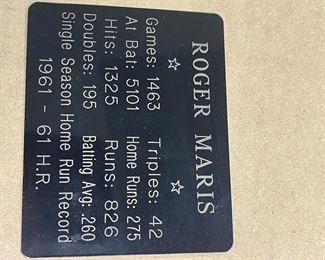 ROGER MARIS
Games: 1463 Triples: 42
At Bat: 5101 Home Runs: 275
Hits: 1325 Runs: 826
Doubles: 195 Batting Avg: .260
Single Season Home Run Record
1961 - 61 H.R.